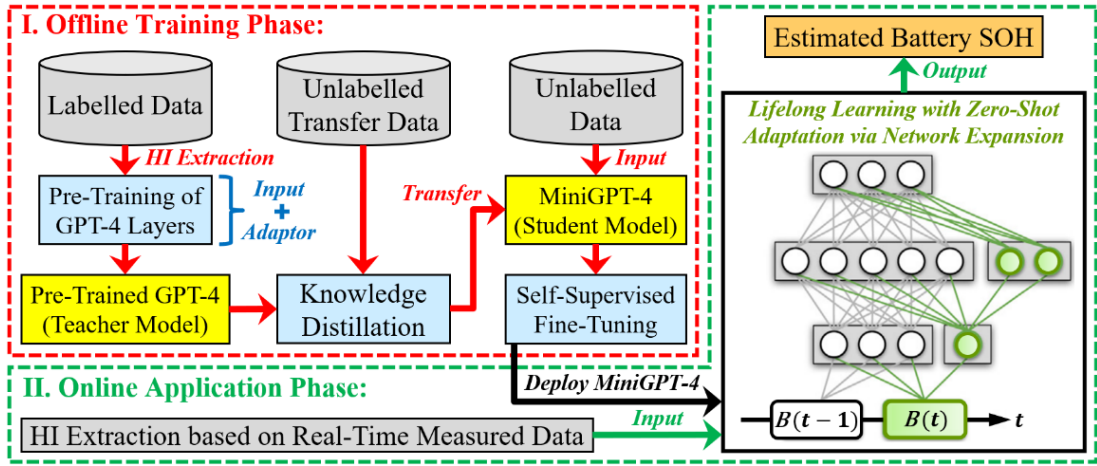 I. Offline Training Phase:
Labelled Data
Unlabelled
Transfer Data
Unlabelled
Data
HI Extraction
Input
Pre-Training of
GPT-4 Layers
Input
+
Adaptor
Transfer
MiniGPT-4
(Student Model)
Pre-Trained GPT-4
(Teacher Model)
Knowledge
Distillation
Self-Supervised
Fine-Tuning
Deploy MiniGPT-4
II. Online Application Phase:
HI Extraction based on Real-Time Measured Data
Input
Estimated Battery SOH
Output
Lifelong Learning with Zero-Shot
Adaptation via Network Expansion
B(t − 1)
B(t)
t